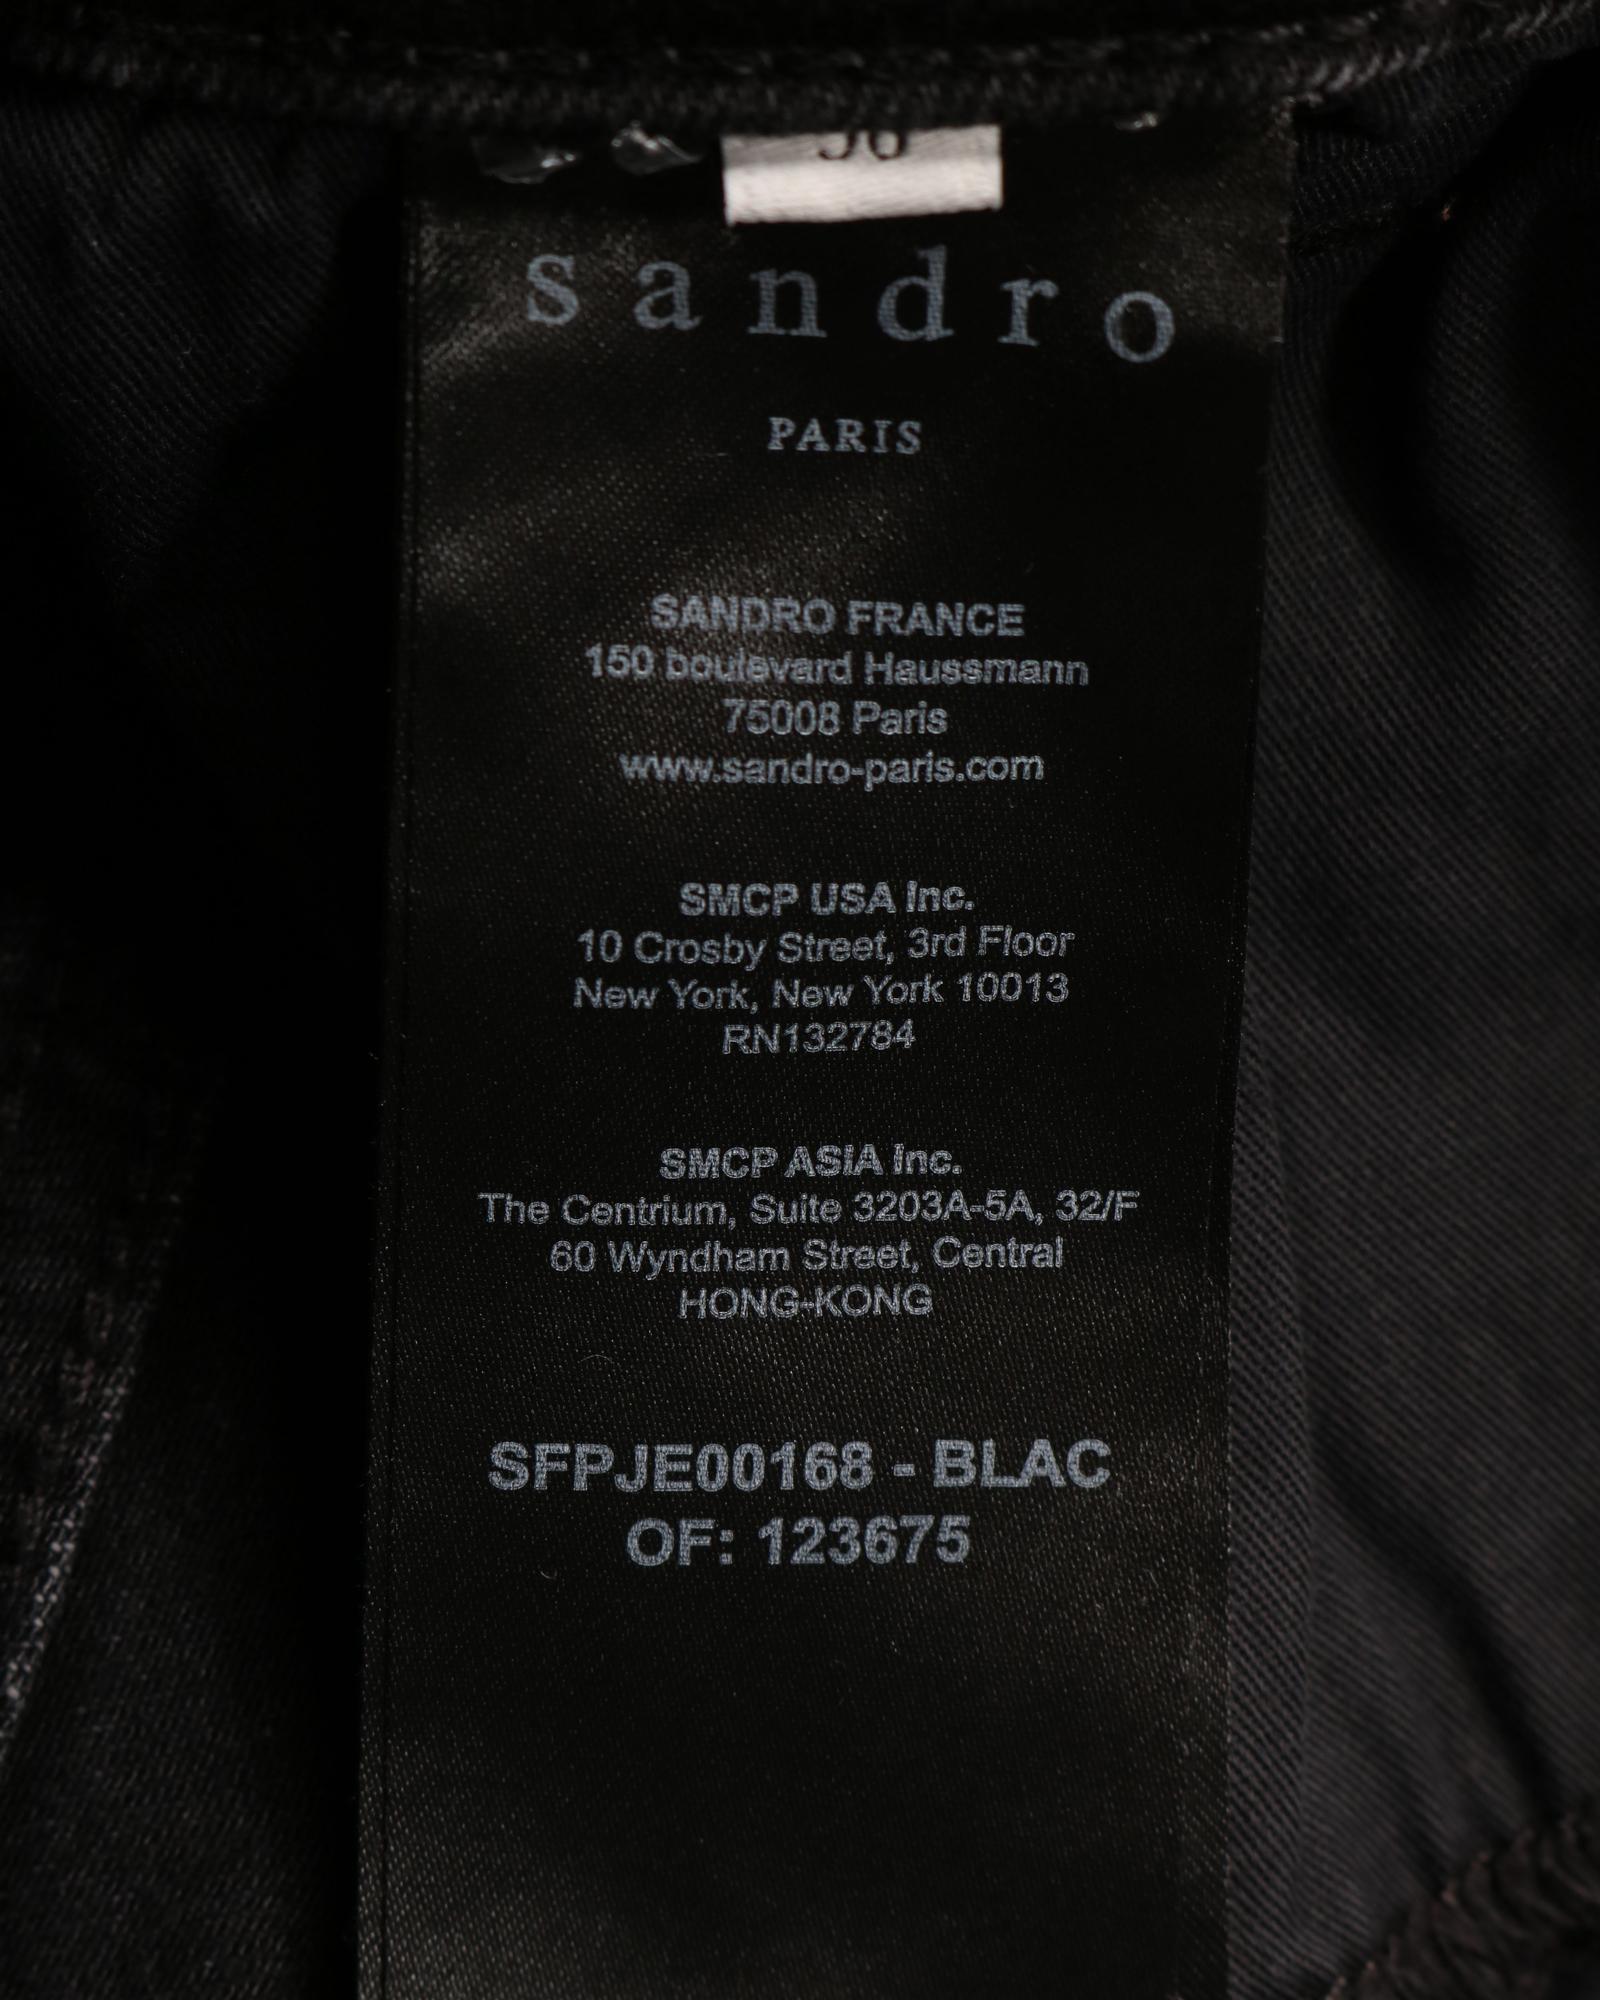 sandro
PARIS
SANDRO FRANCE
150 boulevard Haussmann
75008 Paris
www.sandro-paris.com
SMCP USA Inc.
10 Crosby Street, 3rd Floor
New York, New York 10013
RN132784
SMCP ASIA Inc.
The Centrium, Suite 3203A-5A, 32/F
60 Wyndham Street, Central
HONG-KONG
SFPJE00168 - BLAC
OF: 123675